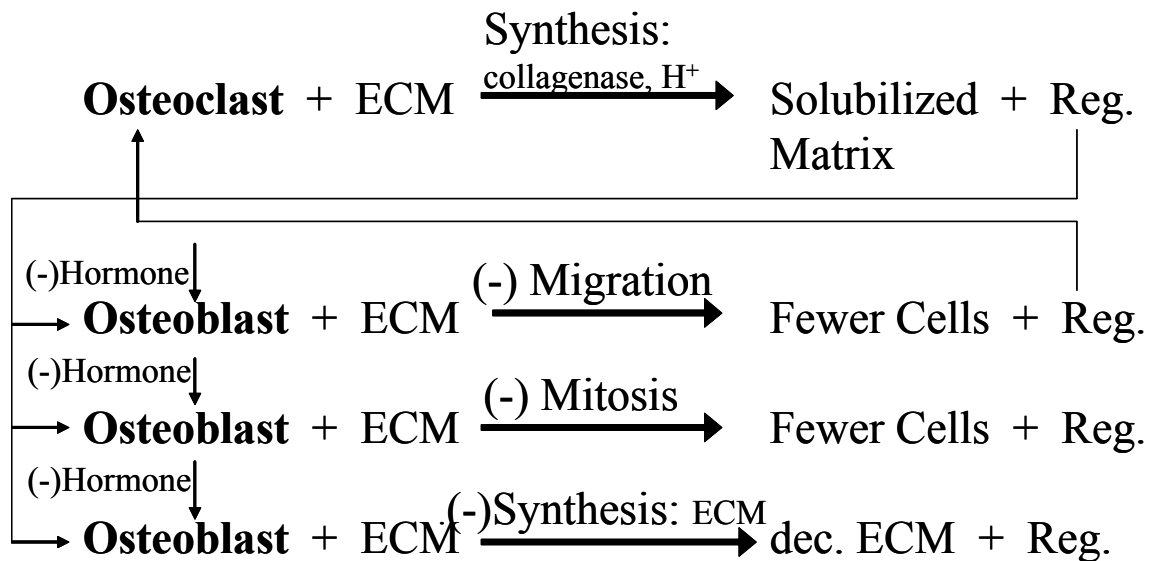 Synthesis:
collagenase, H⁺
Osteoclast + ECM Solubilized + Reg.
Matrix
(-)Hormone
(-) Migration
Osteoblast + ECM Fewer Cells + Reg.
(-)Hormone
(-) Mitosis
Osteoblast + ECM Fewer Cells + Reg.
(-)Hormone
(-)Synthesis: ECM
Osteoblast + ECM dec. ECM + Reg.